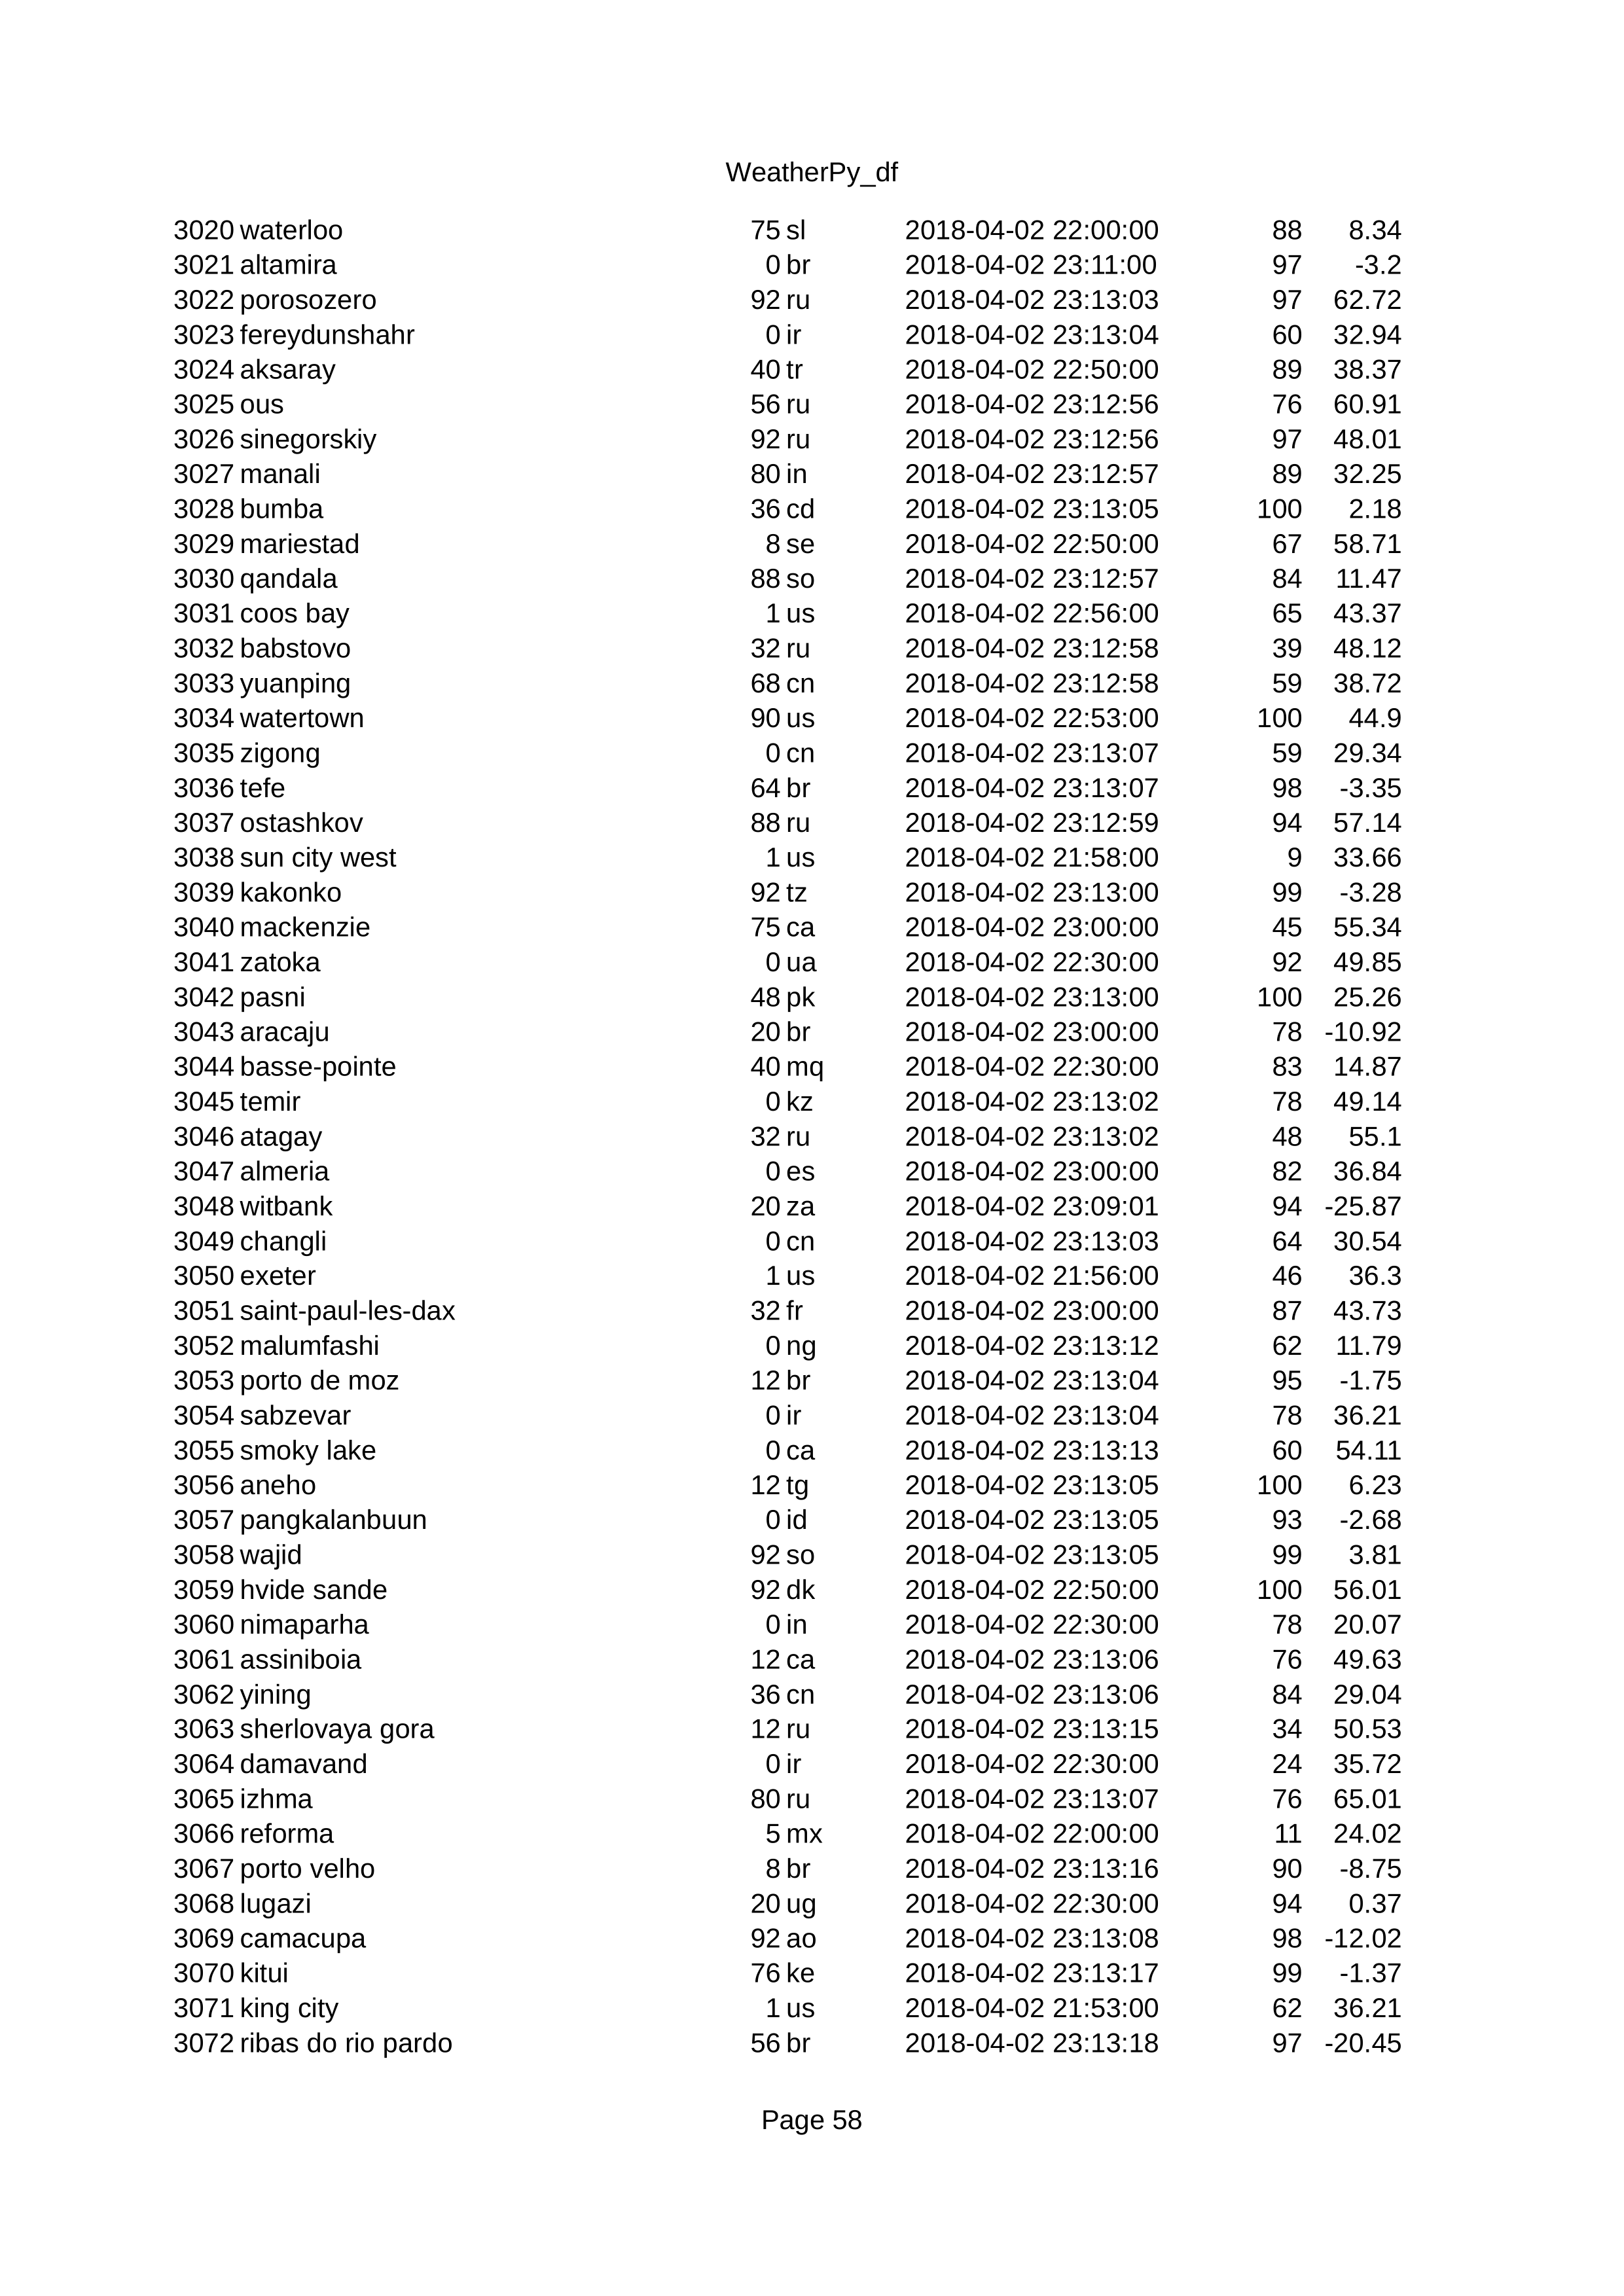 WeatherPy_df
3020 waterloo 75 sl 2018-04-02 22:00:00 88 8.34
3021 altamira 0 br 2018-04-02 23:11:00 97 -3.2
3022 porosozero 92 ru 2018-04-02 23:13:03 97 62.72
3023 fereydunshahr 0 ir 2018-04-02 23:13:04 60 32.94
3024 aksaray 40 tr 2018-04-02 22:50:00 89 38.37
3025 ous 56 ru 2018-04-02 23:12:56 76 60.91
3026 sinegorskiy 92 ru 2018-04-02 23:12:56 97 48.01
3027 manali 80 in 2018-04-02 23:12:57 89 32.25
3028 bumba 36 cd 2018-04-02 23:13:05 100 2.18
3029 mariestad 8 se 2018-04-02 22:50:00 67 58.71
3030 qandala 88 so 2018-04-02 23:12:57 84 11.47
3031 coos bay 1 us 2018-04-02 22:56:00 65 43.37
3032 babstovo 32 ru 2018-04-02 23:12:58 39 48.12
3033 yuanping 68 cn 2018-04-02 23:12:58 59 38.72
3034 watertown 90 us 2018-04-02 22:53:00 100 44.9
3035 zigong 0 cn 2018-04-02 23:13:07 59 29.34
3036 tefe 64 br 2018-04-02 23:13:07 98 -3.35
3037 ostashkov 88 ru 2018-04-02 23:12:59 94 57.14
3038 sun city west 1 us 2018-04-02 21:58:00 9 33.66
3039 kakonko 92 tz 2018-04-02 23:13:00 99 -3.28
3040 mackenzie 75 ca 2018-04-02 23:00:00 45 55.34
3041 zatoka 0 ua 2018-04-02 22:30:00 92 49.85
3042 pasni 48 pk 2018-04-02 23:13:00 100 25.26
3043 aracaju 20 br 2018-04-02 23:00:00 78 -10.92
3044 basse-pointe 40 mq 2018-04-02 22:30:00 83 14.87
3045 temir 0 kz 2018-04-02 23:13:02 78 49.14
3046 atagay 32 ru 2018-04-02 23:13:02 48 55.1
3047 almeria 0 es 2018-04-02 23:00:00 82 36.84
3048 witbank 20 za 2018-04-02 23:09:01 94 -25.87
3049 changli 0 cn 2018-04-02 23:13:03 64 30.54
3050 exeter 1 us 2018-04-02 21:56:00 46 36.3
3051 saint-paul-les-dax 32 fr 2018-04-02 23:00:00 87 43.73
3052 malumfashi 0 ng 2018-04-02 23:13:12 62 11.79
3053 porto de moz 12 br 2018-04-02 23:13:04 95 -1.75
3054 sabzevar 0 ir 2018-04-02 23:13:04 78 36.21
3055 smoky lake 0 ca 2018-04-02 23:13:13 60 54.11
3056 aneho 12 tg 2018-04-02 23:13:05 100 6.23
3057 pangkalanbuun 0 id 2018-04-02 23:13:05 93 -2.68
3058 wajid 92 so 2018-04-02 23:13:05 99 3.81
3059 hvide sande 92 dk 2018-04-02 22:50:00 100 56.01
3060 nimaparha 0 in 2018-04-02 22:30:00 78 20.07
3061 assiniboia 12 ca 2018-04-02 23:13:06 76 49.63
3062 yining 36 cn 2018-04-02 23:13:06 84 29.04
3063 sherlovaya gora 12 ru 2018-04-02 23:13:15 34 50.53
3064 damavand 0 ir 2018-04-02 22:30:00 24 35.72
3065 izhma 80 ru 2018-04-02 23:13:07 76 65.01
3066 reforma 5 mx 2018-04-02 22:00:00 11 24.02
3067 porto velho 8 br 2018-04-02 23:13:16 90 -8.75
3068 lugazi 20 ug 2018-04-02 22:30:00 94 0.37
3069 camacupa 92 ao 2018-04-02 23:13:08 98 -12.02
3070 kitui 76 ke 2018-04-02 23:13:17 99 -1.37
3071 king city 1 us 2018-04-02 21:53:00 62 36.21
3072 ribas do rio pardo 56 br 2018-04-02 23:13:18 97 -20.45
Page 58